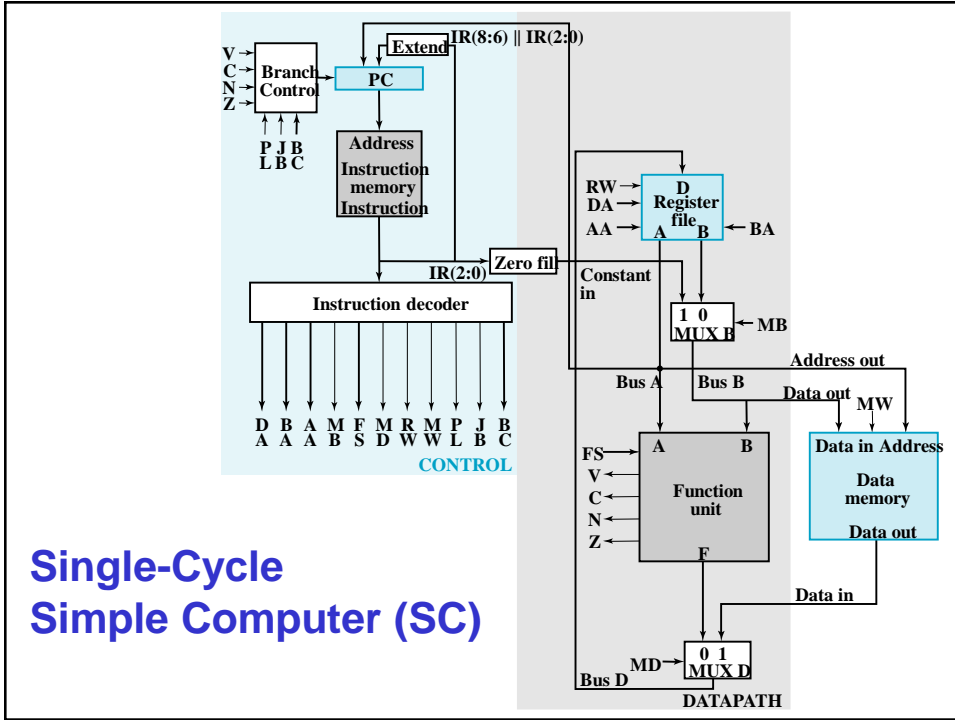 IR(8:6) || IR(2:0)
Extend
V
C
N
Z
Branch
Control
PC
P
L
J
B
B
C
Address
Instruction
memory
Instruction
RW
DA
AA
D
Register
file
A B
BA
IR(2:0)
Zero fill
Constant
in
Instruction decoder
1 0
MUX B
MB
Address out
Bus A
Bus B
Data out
MW
D
A
B
A
A
A
M
B
F
S
M
D
R
W
M
W
P
L
J
B
B
C
CONTROL
FS
V
C
N
Z
A B
Function
unit
F
Data in Address
Data
memory
Data out
Single-Cycle
Simple Computer (SC)
Data in
0 1
MUX D
MD
Bus D
DATAPATH